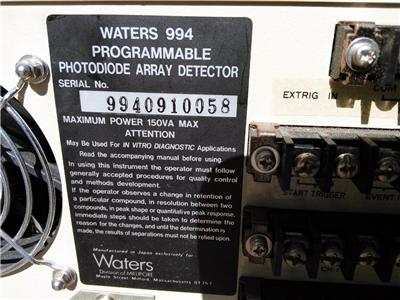 WATERS 994
PROGRAMMABLE
PHOTODIODE ARRAY DETECTOR
SERIAL No.
9940910058
MAXIMUM POWER 150VA MAX
ATTENTION
May Be Used For IN VITRO DIAGNOSTIC Applications
Read the accompanying manual before using.
In using this instrument the operator must follow
generally accepted procedures for quality control
and methods development.
If the operator observes a change in retention of
a particular compound, in resolution between two
compounds, in peak shape or quantitative peak response,
immediate steps should be taken to determine the
reason for the changes, and until the determination is
made, the results of separations must not be relied upon.
Manufactured in Japan exclusively for
Waters
Division of MILLIPORE
Maple Street Milford, Massachusetts 01757
EXTRIG IN
COM
START TRIGGER
EVENT